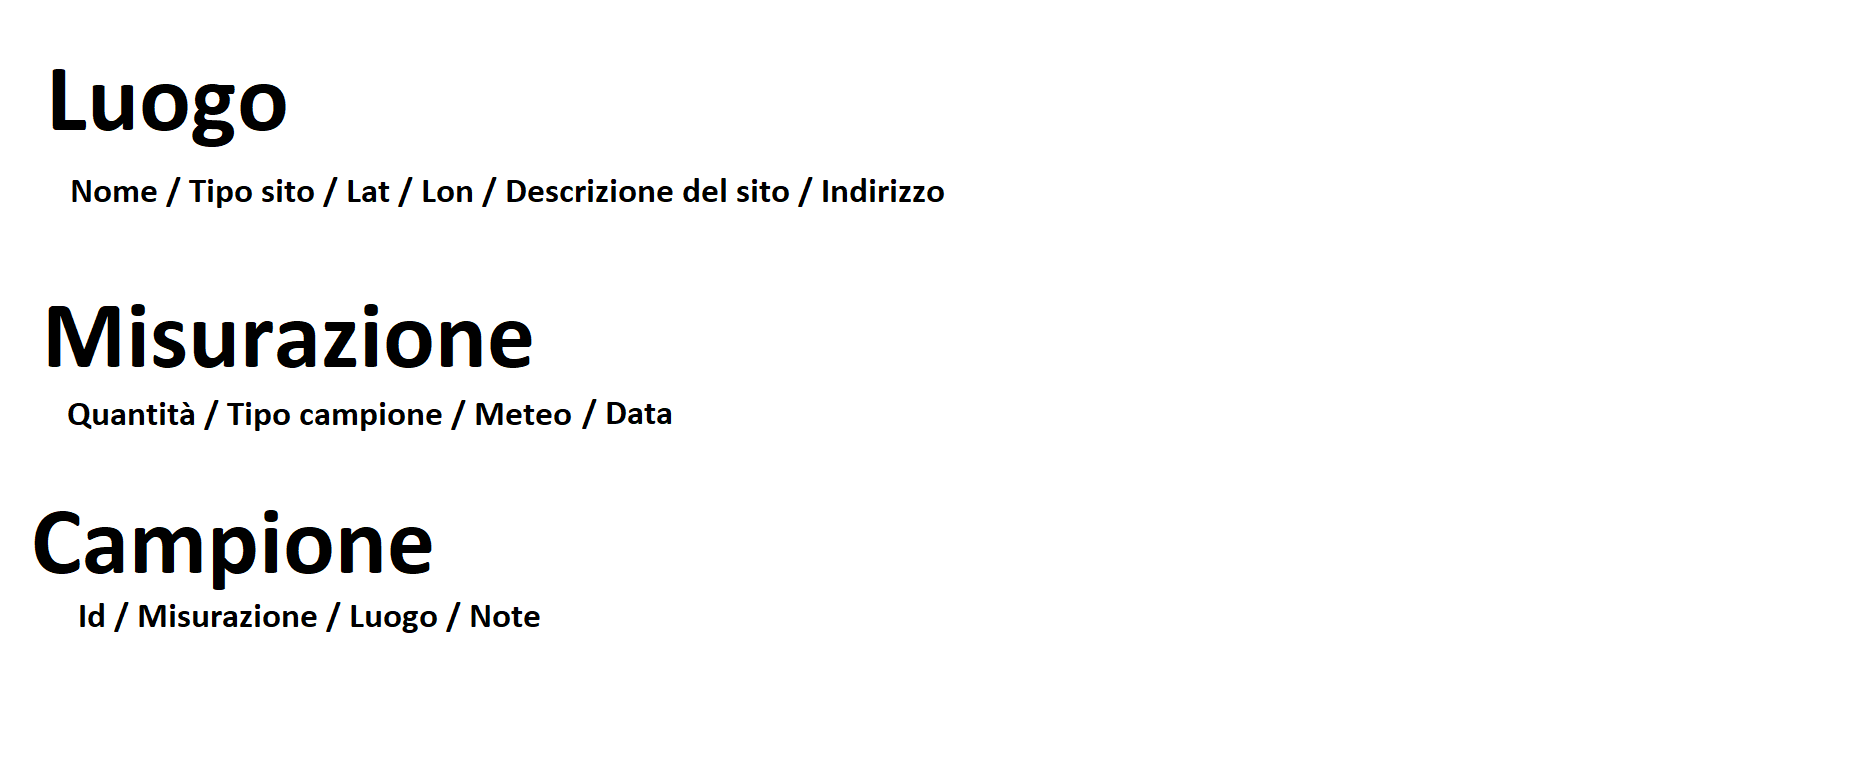 Luogo
Nome / Tipo sito / Lat / Lon / Descrizione del sito / Indirizzo
Misurazione
Quantità / Tipo campione / Meteo / Data
Campione
Id / Misurazione / Luogo / Note